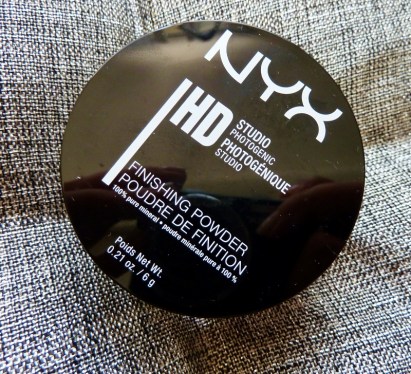 NYX
HD
STUDIO
PHOTOGENIC
PHOTOGÉNIQUE
STUDIO
FINISHING POWDER
POUDRE DE FINITION
100% pure mineral • poudre minérale pure à 100 %
Poids Net Wt.
0.21 oz. / 6 g